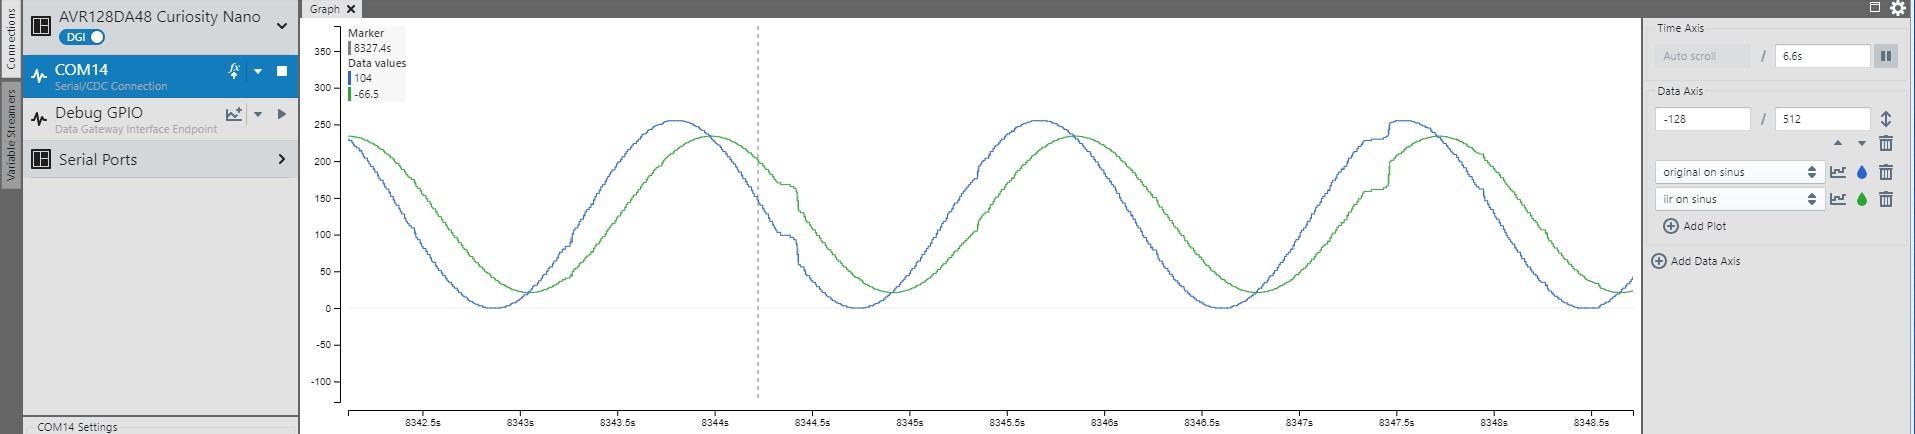 Connections
Variable Streamers
AVR128DA48 Curiosity Nano
DGI
COM14
fx
Serial/CDC Connection
Debug GPIO
Data Gateway Interface Endpoint
Serial Ports
COM14 Settings
Graph
Marker
8327.4s
Data values
104
-66.5
350
300
250
200
150
100
50
0
-50
-100
8342.5s
8343s
8343.5s
8344s
8344.5s
8345s
8345.5s
8346s
8346.5s
8347s
8347.5s
8348s
8348.5s
Time Axis
Auto scroll / 6.6s
Data Axis
-128 / 512
original on sinus
iir on sinus
Add Plot
Add Data Axis